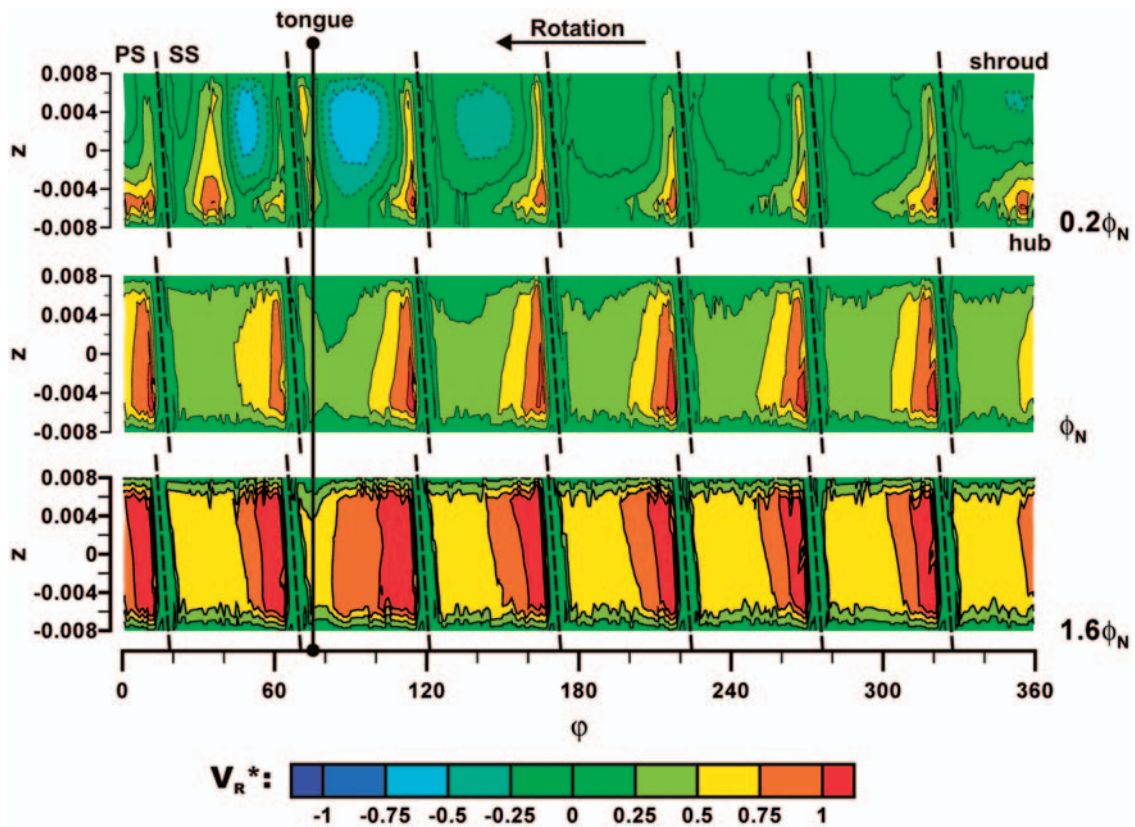 tongue
Rotation
PS SS
shroud
0.008
0.004
0
-0.004
-0.008
z
0.2ϕN
hub
0.008
0.004
0
-0.004
-0.008
z
ϕN
0.008
0.004
0
-0.004
-0.008
z
1.6ϕN
0 60 120 180 240 300 360
φ
VR*:
-1 -0.75 -0.5 -0.25 0 0.25 0.5 0.75 1